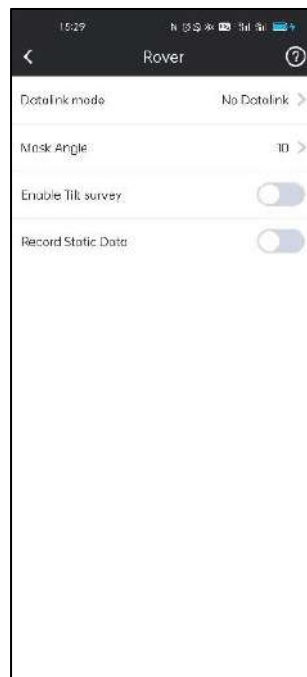 15:29
Rover
Datalink mode No Datalink
Mask Angle 10
Enable Tilt survey
Record Static Data